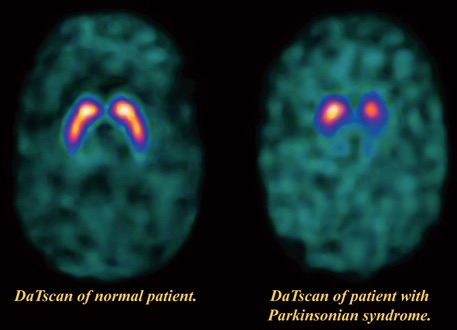 DaTscan of normal patient.
DaTscan of patient with
Parkinsonian syndrome.